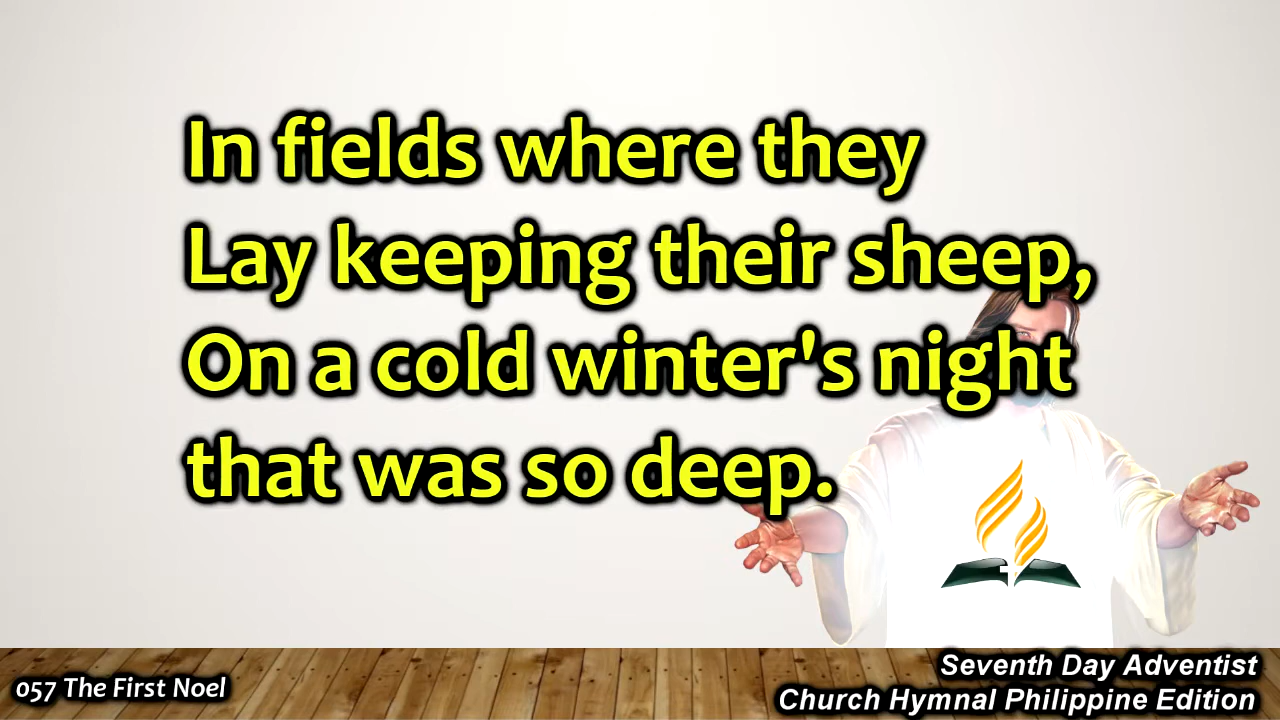 In fields where they
Lay keeping their sheep,
On a cold winter's night
that was so deep.
057 The First Noel
Seventh Day Adventist
Church Hymnal Philippine Edition